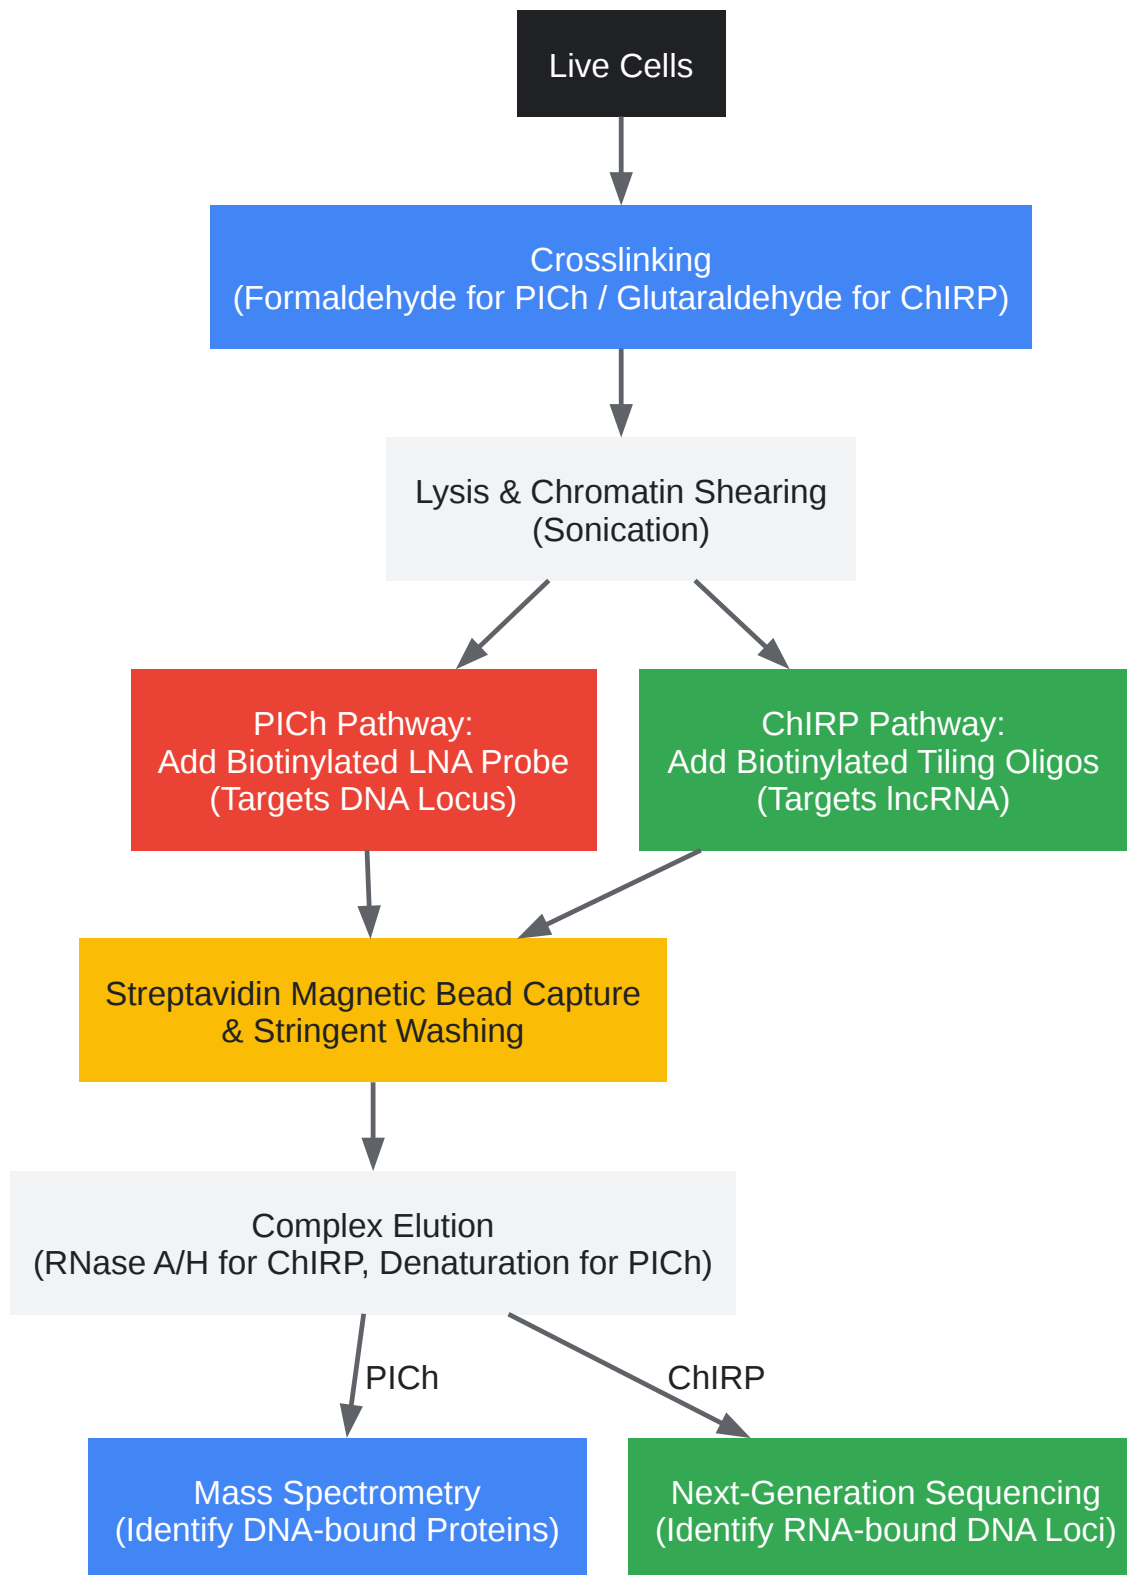 Live Cells
Crosslinking
(Formaldehyde for PICh / Glutaraldehyde for ChIRP)
Lysis & Chromatin Shearing
(Sonication)
PICh Pathway:
Add Biotinylated LNA Probe
(Targets DNA Locus)
ChIRP Pathway:
Add Biotinylated Tiling Oligos
(Targets lncRNA)
Streptavidin Magnetic Bead Capture
& Stringent Washing
Complex Elution
(RNase A/H for ChIRP, Denaturation for PICh)
PICh
ChIRP
Mass Spectrometry
(Identify DNA-bound Proteins)
Next-Generation Sequencing
(Identify RNA-bound DNA Loci)